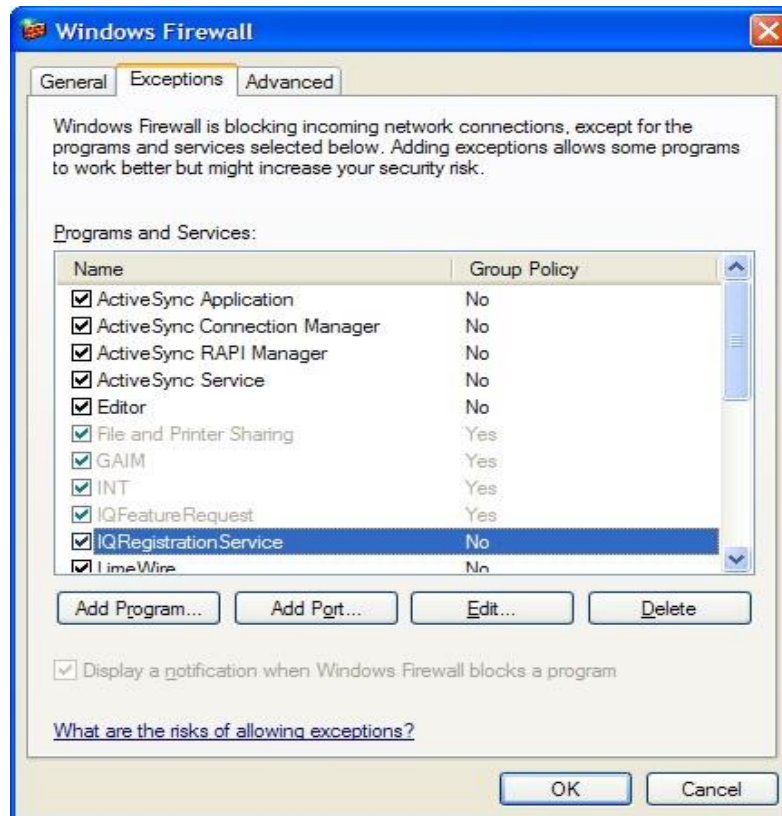 Windows Firewall
General Exceptions Advanced
Windows Firewall is blocking incoming network connections, except for the
programs and services selected below. Adding exceptions allows some programs
to work better but might increase your security risk.
Programs and Services:
Name Group Policy
ActiveSync Application No
ActiveSync Connection Manager No
ActiveSync RAPI Manager No
ActiveSync Service No
Editor No
File and Printer Sharing Yes
GAIM Yes
INT Yes
IQFeatureRequest Yes
IQRegistrationService No
LimeWire No
Add Program... Add Port... Edit... Delete
Display a notification when Windows Firewall blocks a program
What are the risks of allowing exceptions?
OK Cancel